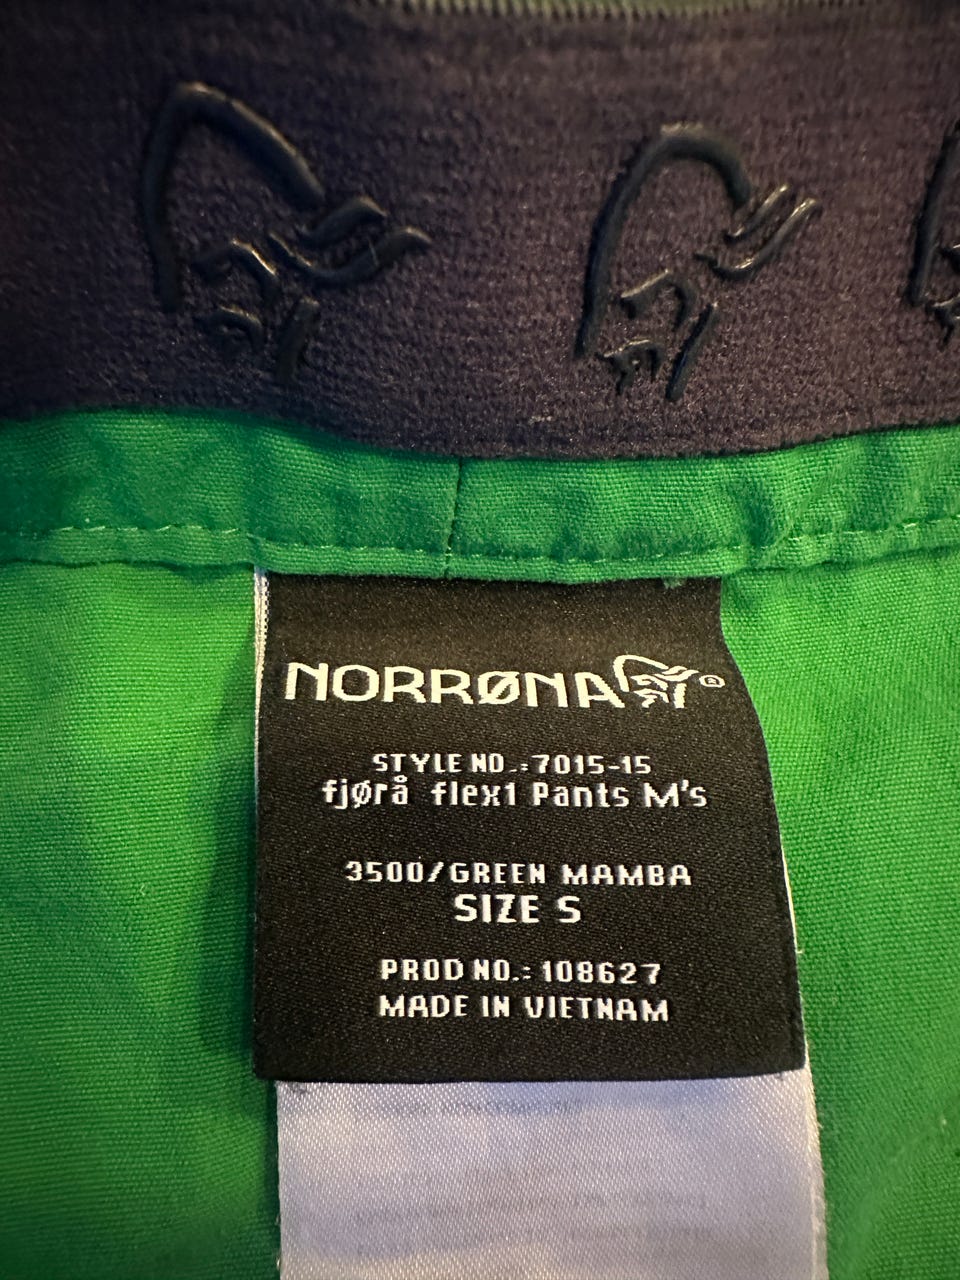 NORRØNA ®
STYLE NO.:7015-15
fjørå flex1 Pants M's
3500/GREEN MAMBA
SIZE S
PROD NO.: 108627
MADE IN VIETNAM